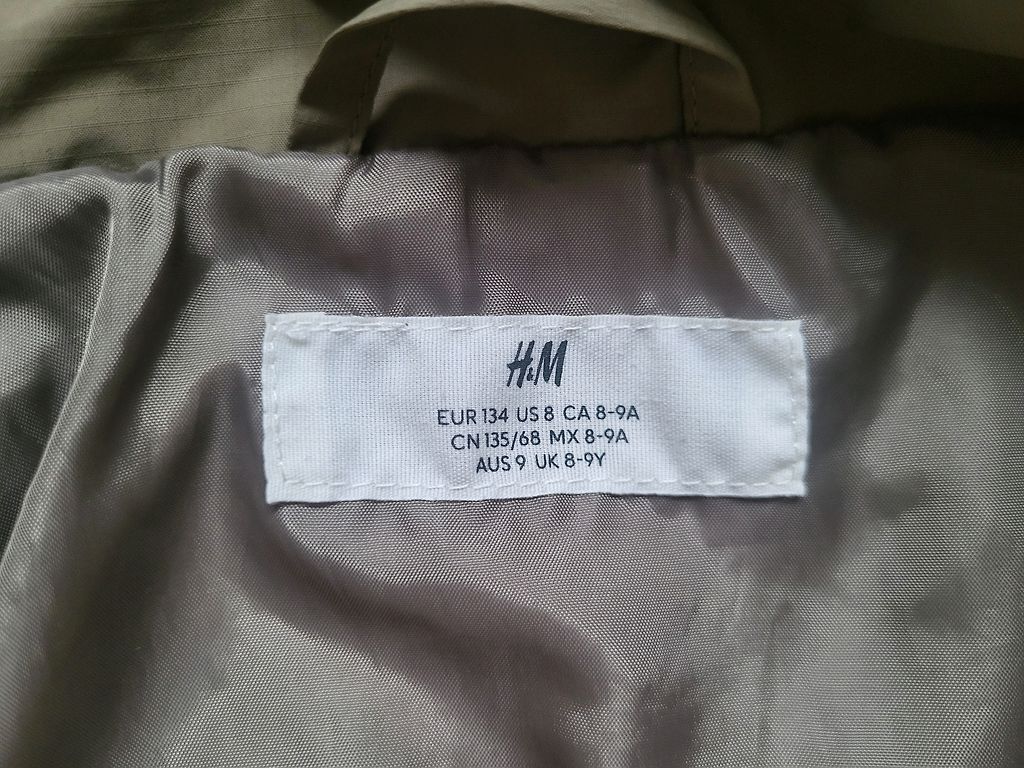 H&M
EUR 134 US 8 CA 8-9A
CN 135/68 MX 8-9A
AUS 9 UK 8-9Y